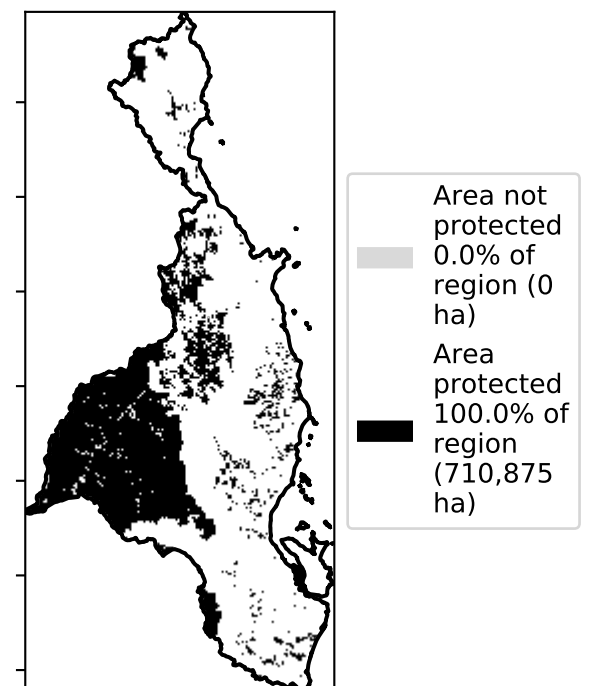 Area not
protected
0.0% of
region (0
ha)
Area
protected
100.0% of
region
(710,875
ha)